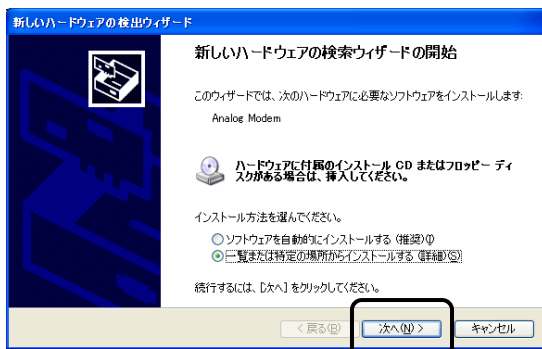 新しいハードウェアの検出ウィザード
新しいハードウェアの検索ウィザードの開始
このウィザードでは、次のハードウェアに必要なソフトウェアをインストールします:
Analog Modem
ハードウェアに付属のインストール CD またはフロッピー ディ
スクがある場合は、挿入してください。
インストール方法を選んでください。
ソフトウェアを自動的にインストールする (推奨)(I)
一覧または特定の場所からインストールする (詳細)(S)
続行するには、[次へ] をクリックしてください。
< 戻る(B) 次へ(N) > キャンセル